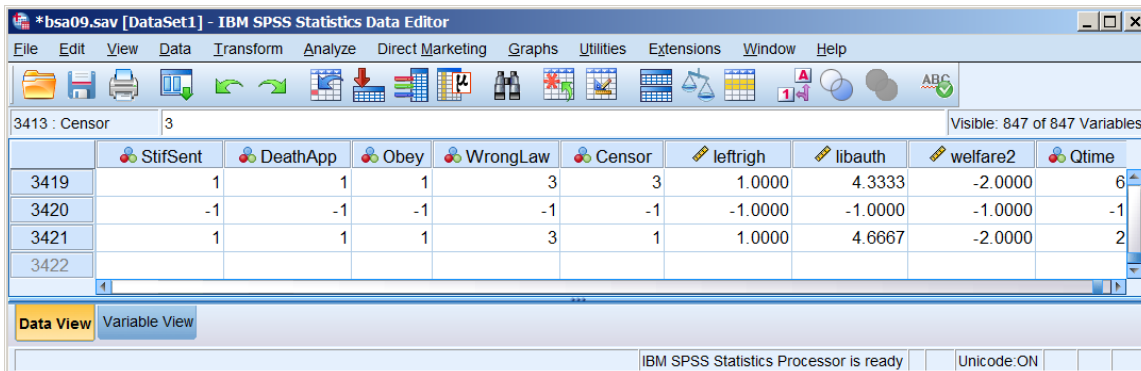 *bsa09.sav [DataSet1] - IBM SPSS Statistics Data Editor
File Edit View Data Transform Analyze Direct Marketing Graphs Utilities Extensions Window Help
A 1 ABC
3413 : Censor 3 Visible: 847 of 847 Variables
StifSent DeathApp Obey WrongLaw Censor leftrigh libauth welfare2 Qtime
3419 1 1 1 3 3 1.0000 4.3333 -2.0000 6
3420 -1 -1 -1 -1 -1 -1.0000 -1.0000 -1.0000 -1
3421 1 1 1 3 1 1.0000 4.6667 -2.0000 2
3422
Data View Variable View
IBM SPSS Statistics Processor is ready Unicode:ON